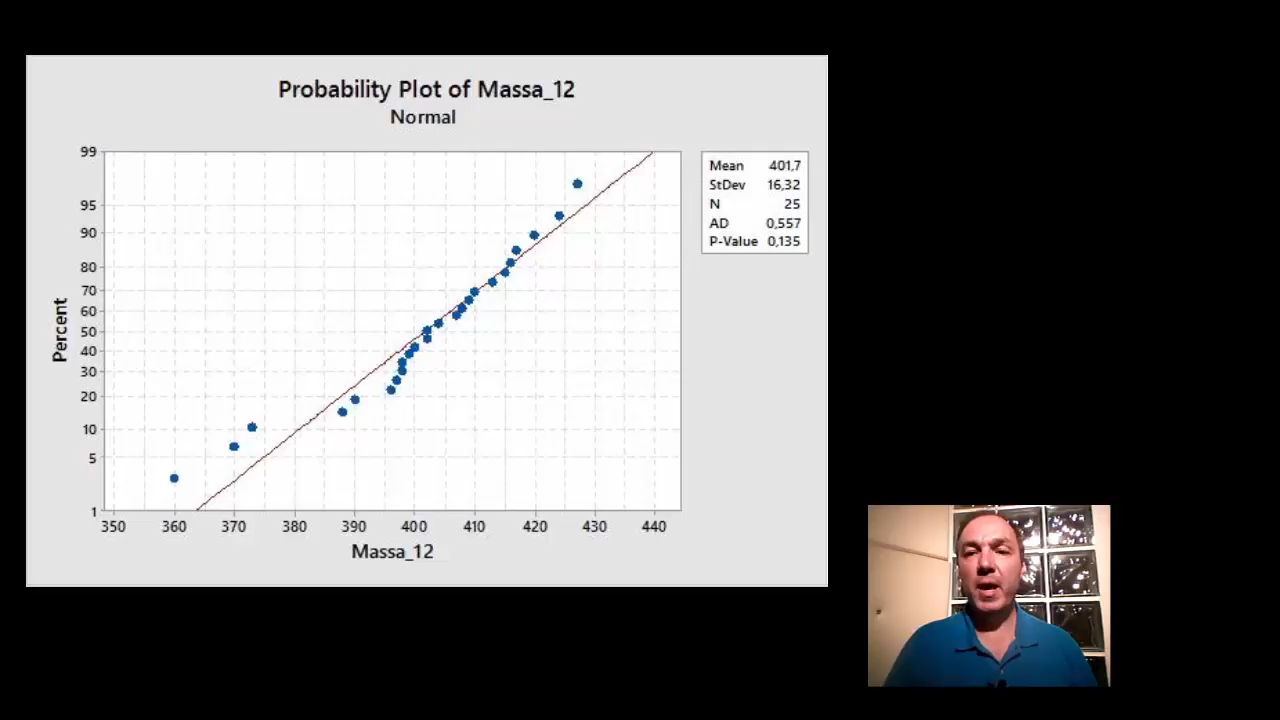 Probability Plot of Massa_12
Normal
99
95
90
80
70
60
50
40
30
20
10
5
1
Percent
350 360 370 380 390 400 410 420 430 440
Massa_12
Mean 401,7
StDev 16,32
N 25
AD 0,557
P-Value 0,135